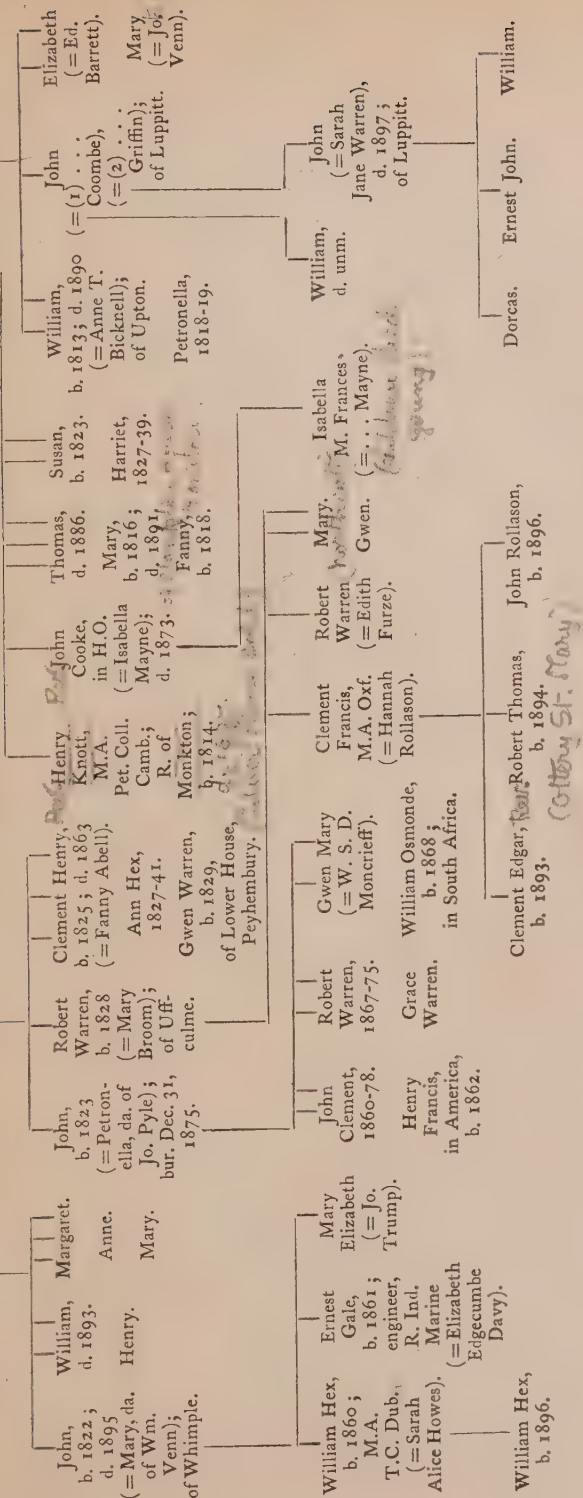 John,
b. 1822;
d. 1895
(=Mary, da.
of Wm.
Venn);
of Whimple.
William,
d. 1893.
Henry.
Margaret.
Anne.
Mary.
John,
b. 1823
(=Petron-
ella, da. of
Jo. Pyle);
bur. Dec. 31,
1875.
Robert
Warren,
b. 1828
(=Mary
Broom);
of Uff-
culme.
Clement Henry,
b. 1825; d. 1863
(=Fanny Abell).
Ann Hex,
1827-41.
Gwen Warren,
b. 1829,
of Lower House,
Peyhembury.
Henry
Knott,
M.A.
Pet. Coll.
Camb.;
R. of
Monkton;
b. 1814.
John
Cooke,
in H.O.
(=Isabella
Mayne);
d. 1873.
Thomas,
d. 1886.
Mary,
b. 1816;
d. 1891.
Fanny,
b. 1818.
Susan,
b. 1823.
Harriet,
1827-39.
William,
b. 1813; d. 1890
(=Anne T.
Bicknell);
of Upton.
Petronella,
1818-19.
John
(=(1) . . .
Coombe),
(=(2) . . .
Griffin);
of Luppitt.
Elizabeth
(=Ed.
Barrett).
Mary
(=Jo.
Venn).
William Hex,
b. 1860;
M.A.
T.C. Dub.
(=Sarah
Alice Howes).
Ernest
Gale,
b. 1861;
engineer,
R. Ind.
Marine
(=Elizabeth
Edgecumbe
Davy).
Mary
Elizabeth
(=Jo.
Trump).
John
Clement,
1860-78.
Henry
Francis,
in America,
b. 1862.
Robert
Warren,
1867-75.
Grace
Warren.
Gwen Mary
(=W. S. D.
Moncrieff).
William Osmonde,
b. 1868;
in South Africa.
Clement
Francis,
M.A. Oxf.
(=Hannah
Rollason).
Robert
Warren
(=Edith
Furze).
Mary.
Gwen.
Isabella
M. Frances
(=. . . Mayne).
young
William,
d. unm.
John
(=Sarah
Jane Warren),
d. 1897;
of Luppitt.
William Hex,
b. 1896.
Clement Edgar,
b. 1893.
Robert Thomas,
b. 1894.
(Ottery St. Mary)
John Rollason,
b. 1896.
Dorcas.
Ernest John.
William.